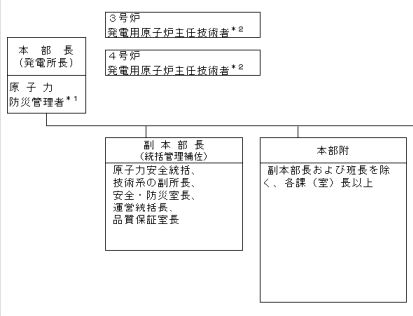 3号炉
発電用原子炉主任技術者*2
4号炉
発電用原子炉主任技術者*2
本部長
(発電所長)
原子力
防災管理者*1
副本部長
(統括管理補佐)
原子力安全統括、
技術系の副所長、
安全・防災室長、
運営統括長、
品質保証室長
本部附
副本部長および班長を除
く、各課(室)長以上